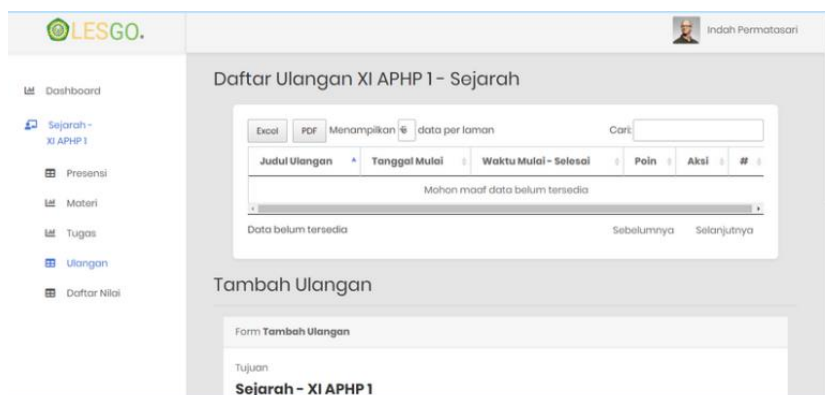 LESGO.
Indah Permatasari
Dashboard
Sejarah -
XI APHP 1
Presensi
Materi
Tugas
Ulangan
Daftar Nilai
Daftar Ulangan XI APHP 1 - Sejarah
Excel PDF Menampilkan data per laman Cari:
Judul Ulangan Tanggal Mulai Waktu Mulai - Selesai Poin Aksi #
Mohon maaf data belum tersedia
Data belum tersedia Sebelumnya Selanjutnya
Tambah Ulangan
Form Tambah Ulangan
Tujuan
Sejarah - XI APHP 1